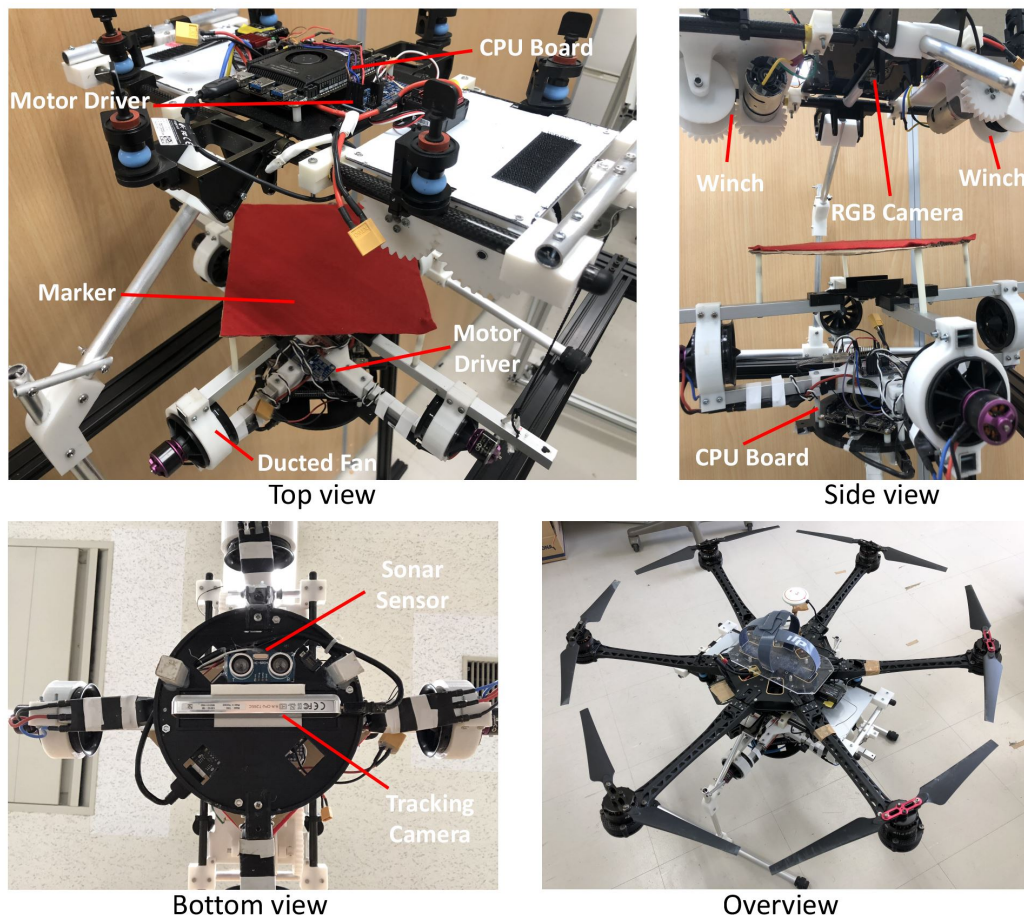 CPU Board
Motor Driver
Marker
Motor
Driver
Ducted Fan
Top view
Winch
Winch
RGB Camera
CPU Board
Side view
Sonar
Sensor
Tracking
Camera
Bottom view
Overview